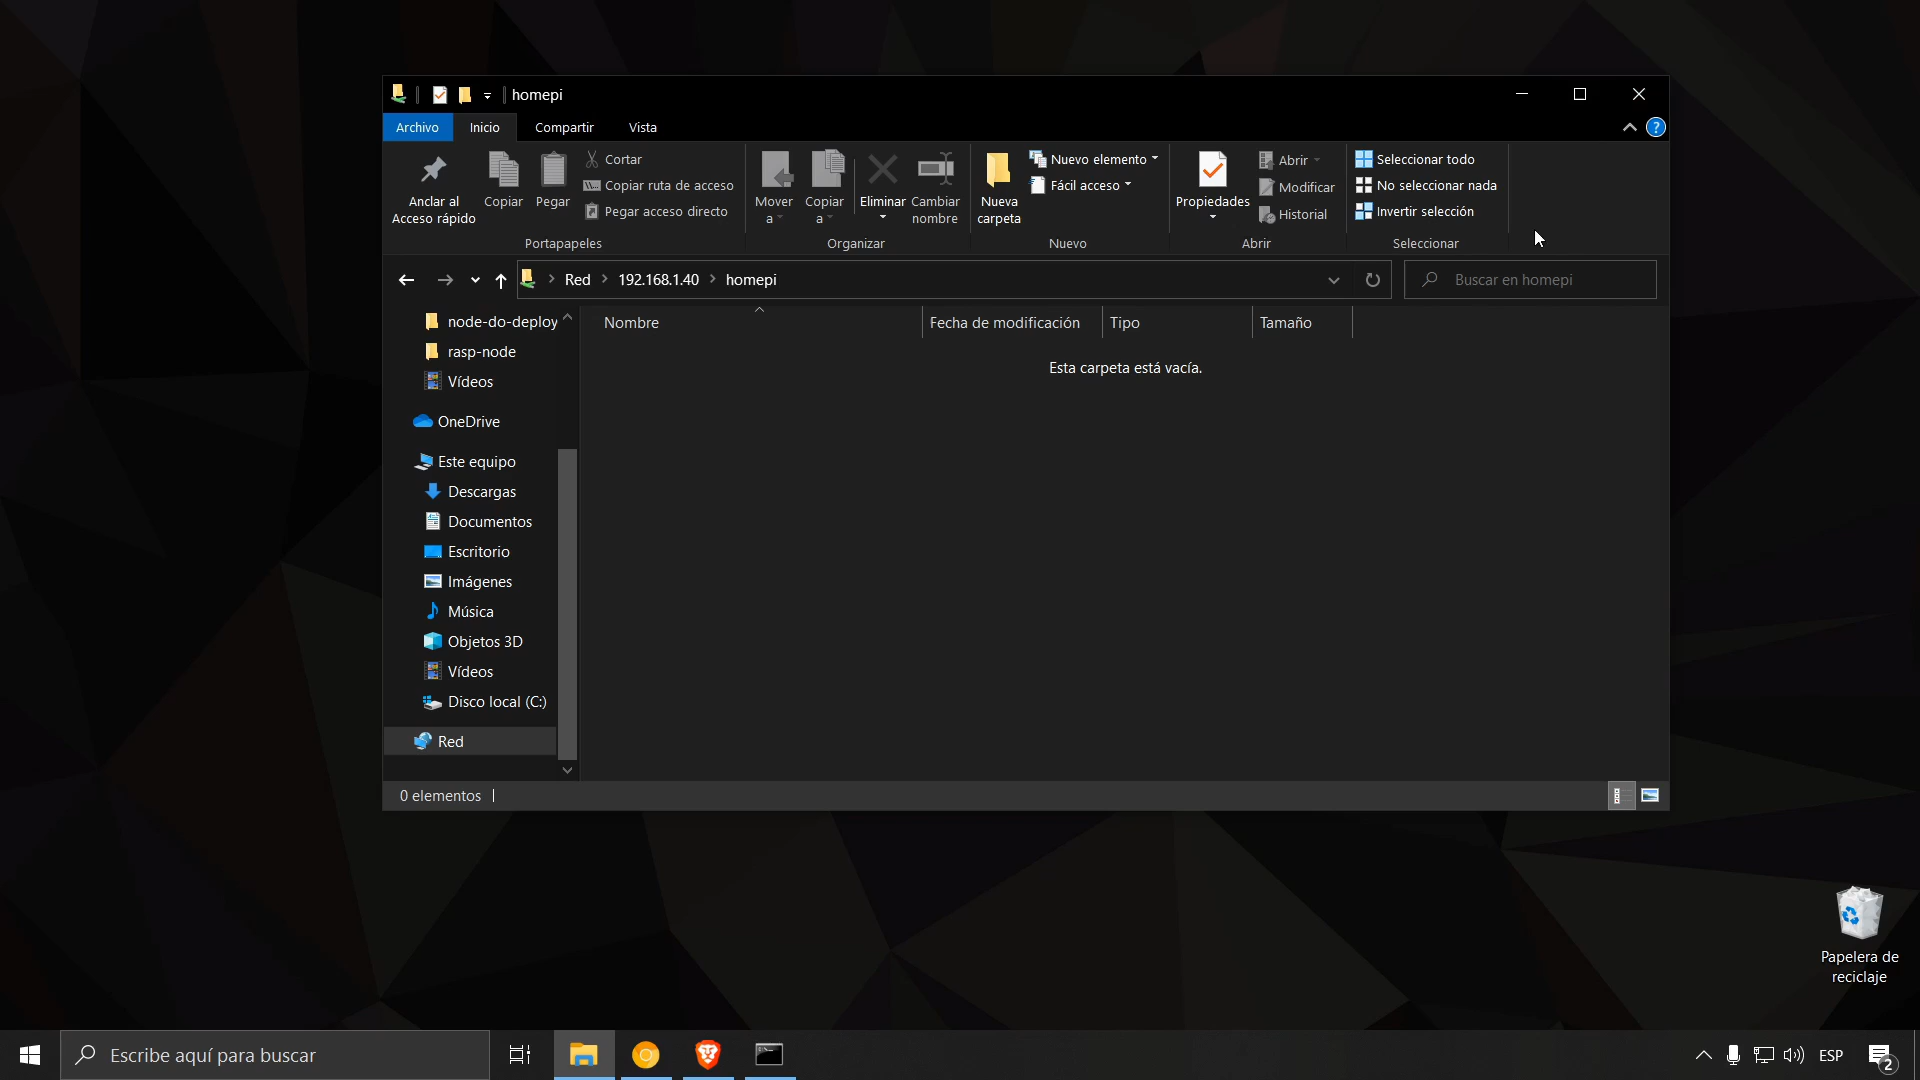 homepi
Archivo Inicio Compartir Vista
?
Anclar al
Acceso rápido
Copiar
Pegar
Cortar
Copiar ruta de acceso
Pegar acceso directo
Portapapeles
Mover
a
Copiar
a
Eliminar
Cambiar
nombre
Organizar
Nueva
carpeta
Nuevo elemento
Fácil acceso
Nuevo
Propiedades
Abrir
Modificar
Historial
Abrir
Seleccionar todo
No seleccionar nada
Invertir selección
Seleccionar
Red 192.168.1.40 homepi
Buscar en homepi
node-do-deploy
rasp-node
Vídeos
OneDrive
Este equipo
Descargas
Documentos
Escritorio
Imágenes
Música
Objetos 3D
Vídeos
Disco local (C:)
Red
Nombre Fecha de modificación Tipo Tamaño
Esta carpeta está vacía.
0 elementos
Papelera de
reciclaje
Escribe aquí para buscar
ESP
2